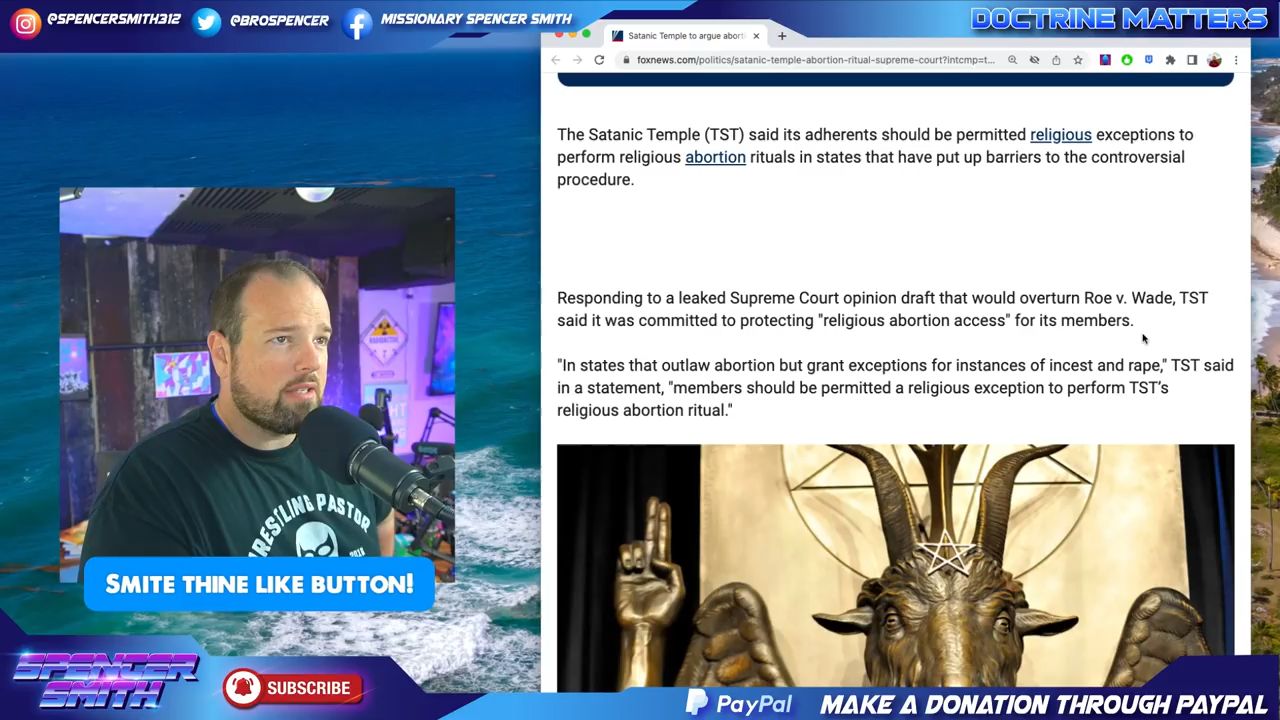 @SPENCERSMITH312
@BROSPENCER
MISSIONARY SPENCER SMITH
DOCTRINE MATTERS
Satanic Temple to argue aborti
foxnews.com/politics/satanic-temple-abortion-ritual-supreme-court?intcmp=t...
The Satanic Temple (TST) said its adherents should be permitted religious exceptions to
perform religious abortion rituals in states that have put up barriers to the controversial
procedure.
Responding to a leaked Supreme Court opinion draft that would overturn Roe v. Wade, TST
said it was committed to protecting "religious abortion access" for its members.
"In states that outlaw abortion but grant exceptions for instances of incest and rape," TST said
in a statement, "members should be permitted a religious exception to perform TST's
religious abortion ritual."
RADIOACTIVE
WRESTLING PASTOR
SMITE THINE LIKE BUTTON!
SPENCER
SMITH
SUBSCRIBE
PayPal
MAKE A DONATION THROUGH PAYPAL